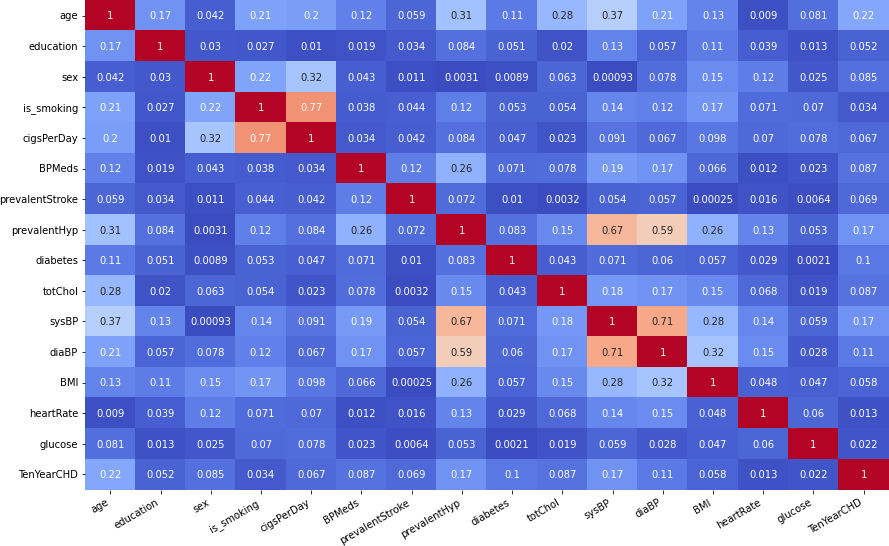 age 1 0.17 0.042 0.21 0.2 0.12 0.059 0.31 0.11 0.28 0.37 0.21 0.13 0.009 0.081 0.22
education 0.17 1 0.03 0.027 0.01 0.019 0.034 0.084 0.051 0.02 0.13 0.057 0.11 0.039 0.013 0.052
sex 0.042 0.03 1 0.22 0.32 0.043 0.011 0.0031 0.0089 0.063 0.00093 0.078 0.15 0.12 0.025 0.085
is_smoking 0.21 0.027 0.22 1 0.77 0.038 0.044 0.12 0.053 0.054 0.14 0.12 0.17 0.071 0.07 0.034
cigsPerDay 0.2 0.01 0.32 0.77 1 0.034 0.042 0.084 0.047 0.023 0.091 0.067 0.098 0.07 0.078 0.067
BPMeds 0.12 0.019 0.043 0.038 0.034 1 0.12 0.26 0.071 0.078 0.19 0.17 0.066 0.012 0.023 0.087
prevalentStroke 0.059 0.034 0.011 0.044 0.042 0.12 1 0.072 0.01 0.0032 0.054 0.057 0.00025 0.016 0.0064 0.069
prevalentHyp 0.31 0.084 0.0031 0.12 0.084 0.26 0.072 1 0.083 0.15 0.67 0.59 0.26 0.13 0.053 0.17
diabetes 0.11 0.051 0.0089 0.053 0.047 0.071 0.01 0.083 1 0.043 0.071 0.06 0.057 0.029 0.0021 0.1
totChol 0.28 0.02 0.063 0.054 0.023 0.078 0.0032 0.15 0.043 1 0.18 0.17 0.15 0.068 0.019 0.087
sysBP 0.37 0.13 0.00093 0.14 0.091 0.19 0.054 0.67 0.071 0.18 1 0.71 0.28 0.14 0.059 0.17
diaBP 0.21 0.057 0.078 0.12 0.067 0.17 0.057 0.59 0.06 0.17 0.71 1 0.32 0.15 0.028 0.11
BMI 0.13 0.11 0.15 0.17 0.098 0.066 0.00025 0.26 0.057 0.15 0.28 0.32 1 0.048 0.047 0.058
heartRate 0.009 0.039 0.12 0.071 0.07 0.012 0.016 0.13 0.029 0.068 0.14 0.15 0.048 1 0.06 0.013
glucose 0.081 0.013 0.025 0.07 0.078 0.023 0.0064 0.053 0.0021 0.019 0.059 0.028 0.047 0.06 1 0.022
TenYearCHD 0.22 0.052 0.085 0.034 0.067 0.087 0.069 0.17 0.1 0.087 0.17 0.11 0.058 0.013 0.022 1
age education sex is_smoking cigsPerDay BPMeds prevalentStroke prevalentHyp diabetes totChol sysBP diaBP BMI heartRate glucose TenYearCHD